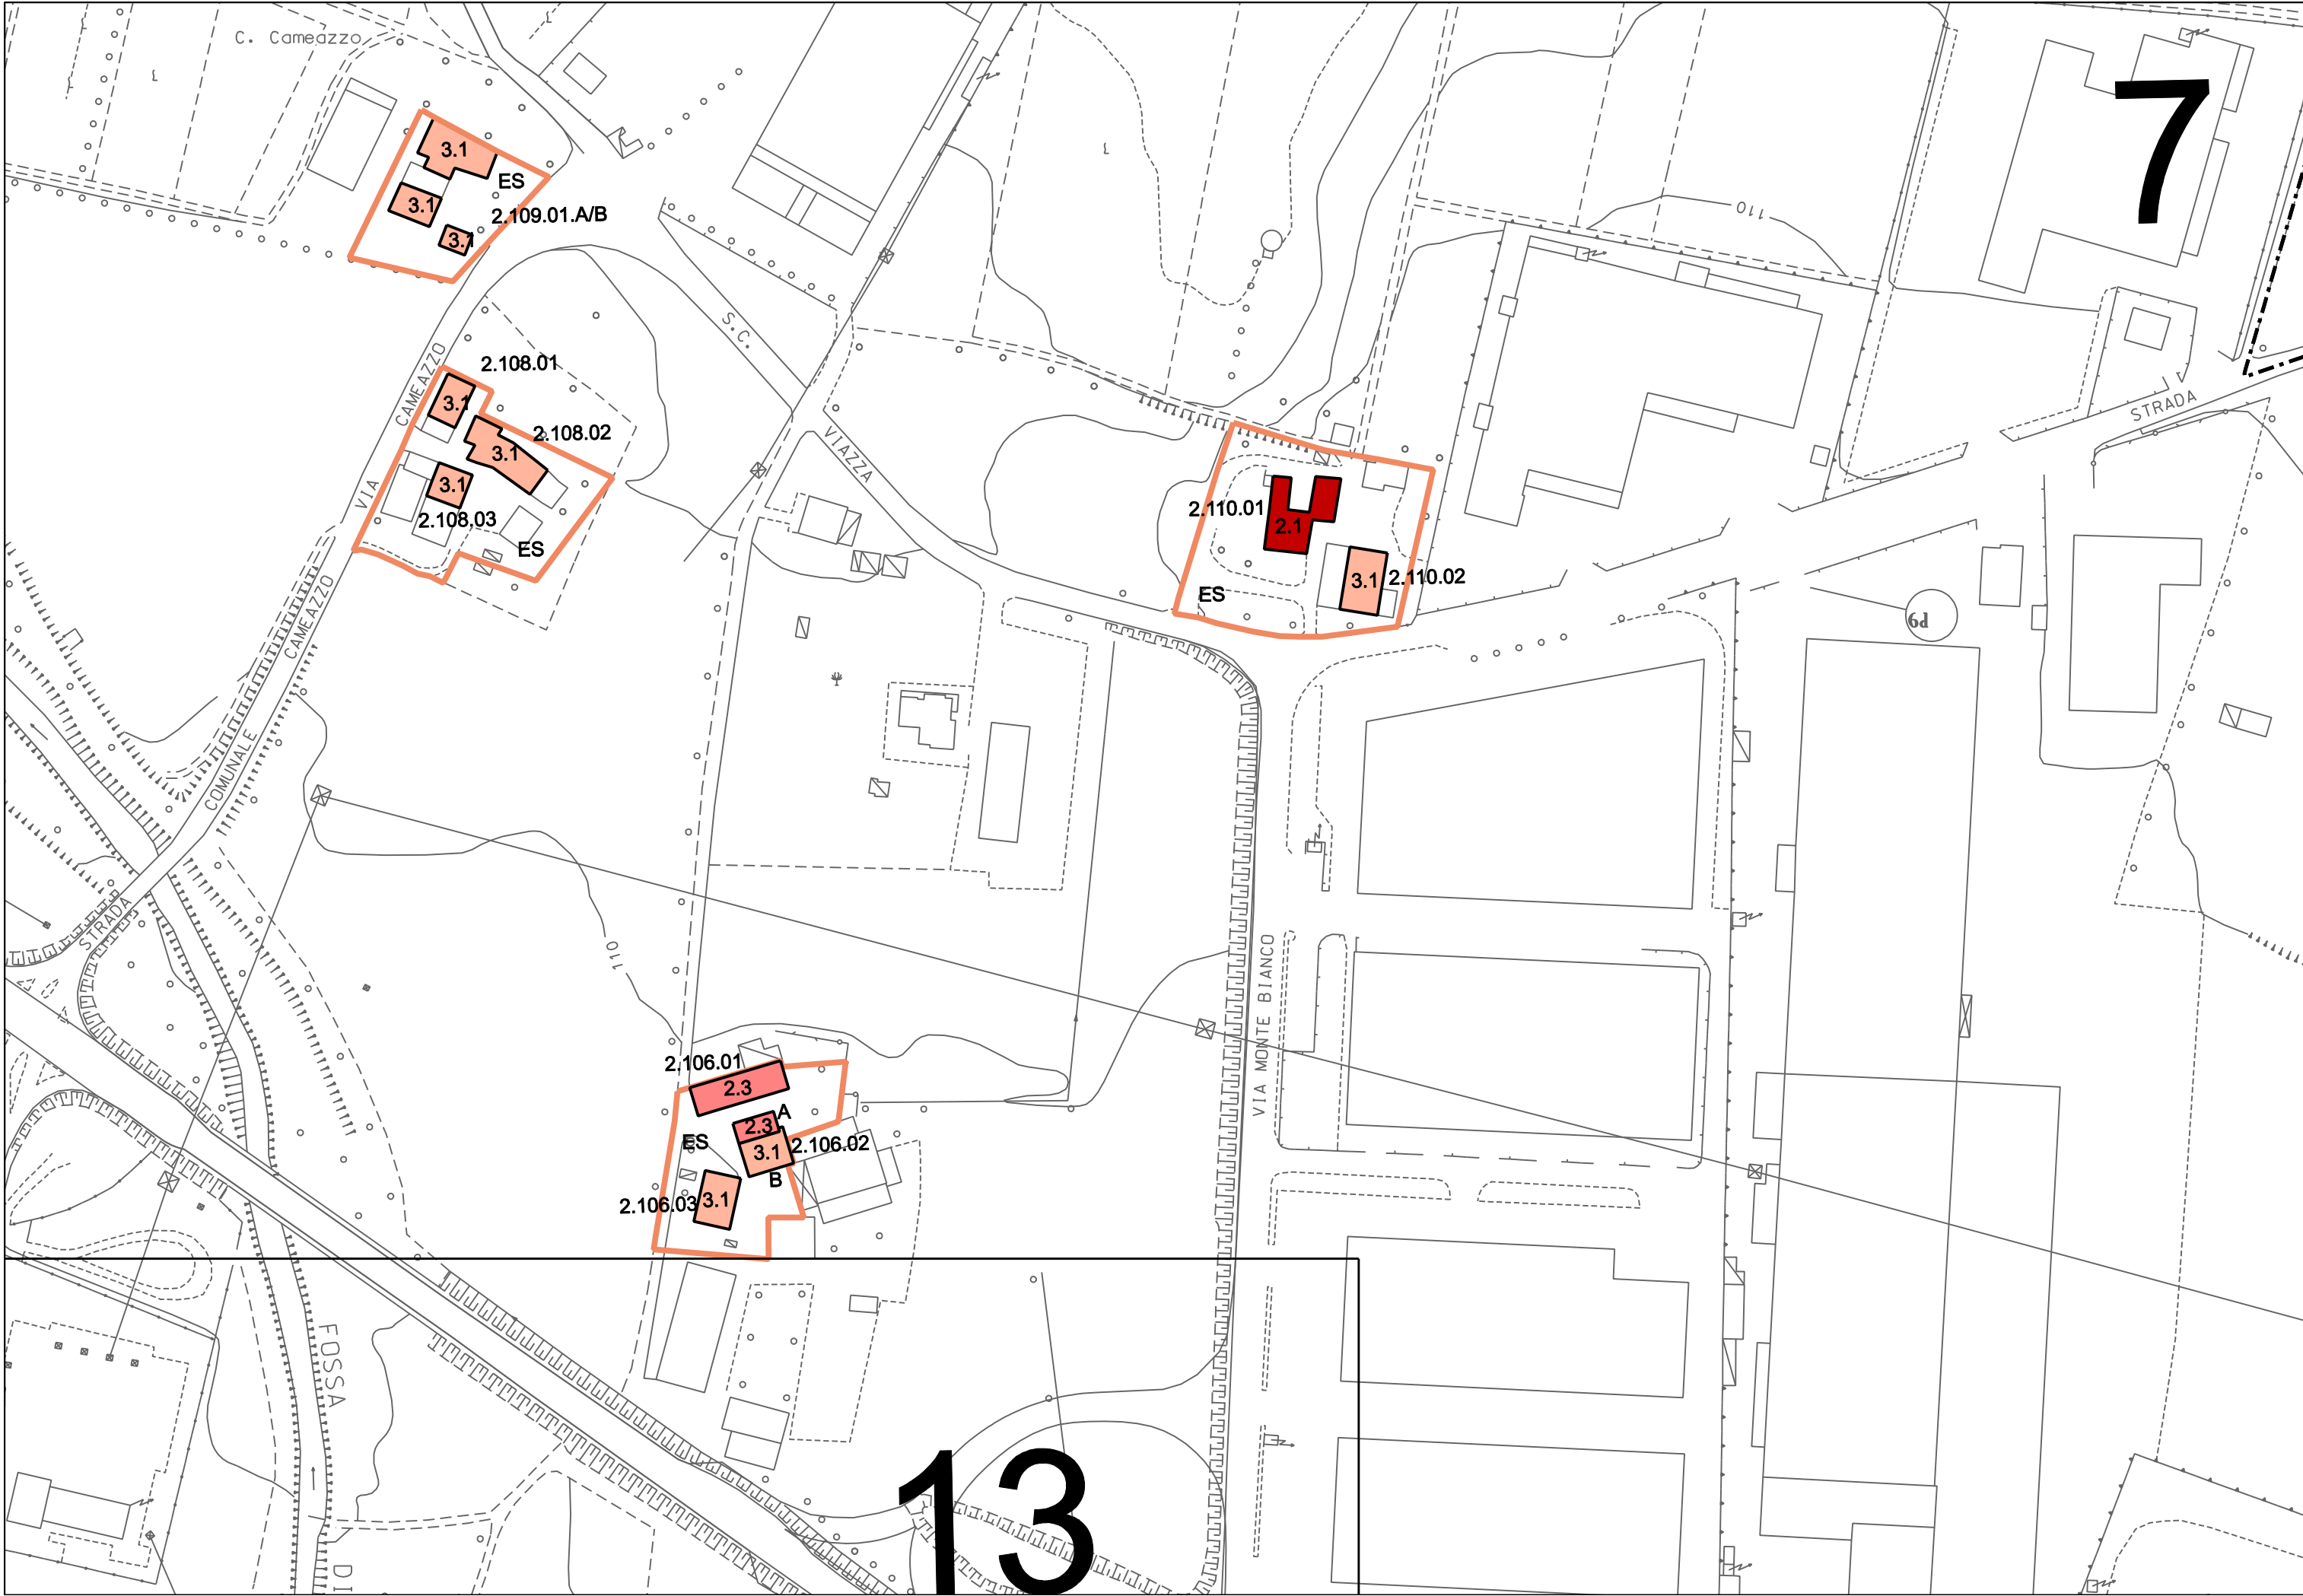 C. Cameazzo
7
3.1
ES
3.1
2.109.01.A/B
3.1
110
S.C.
VIAZZA
2.108.01
VIA CAMEAZZO
3.1
2.108.02
3.1
3.1
2.108.03
ES
STRADA
2.110.01
2.1
3.1
2.110.02
ES
6d
STRADA COMUNALE CAMEAZZO
110
VIA MONTE BIANCO
2.106.01
2.3
A
2.3
ES
3.1
2.106.02
B
2.106.03
3.1
FOSSA
DI
13